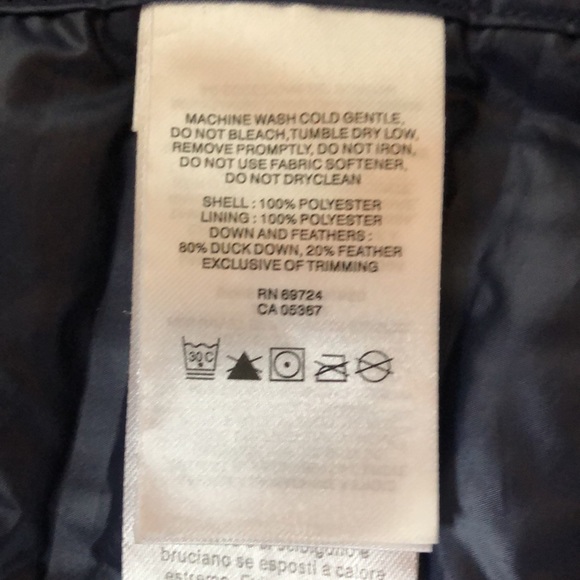 MACHINE WASH COLD GENTLE,
DO NOT BLEACH,TUMBLE DRY LOW,
REMOVE PROMPTLY, DO NOT IRON,
DO NOT USE FABRIC SOFTENER,
DO NOT DRYCLEAN
SHELL : 100% POLYESTER
LINING : 100% POLYESTER
DOWN AND FEATHERS :
80% DUCK DOWN, 20% FEATHER
EXCLUSIVE OF TRIMMING
RN 69724
CA 05367
30 C
bruciano se esposti a calore